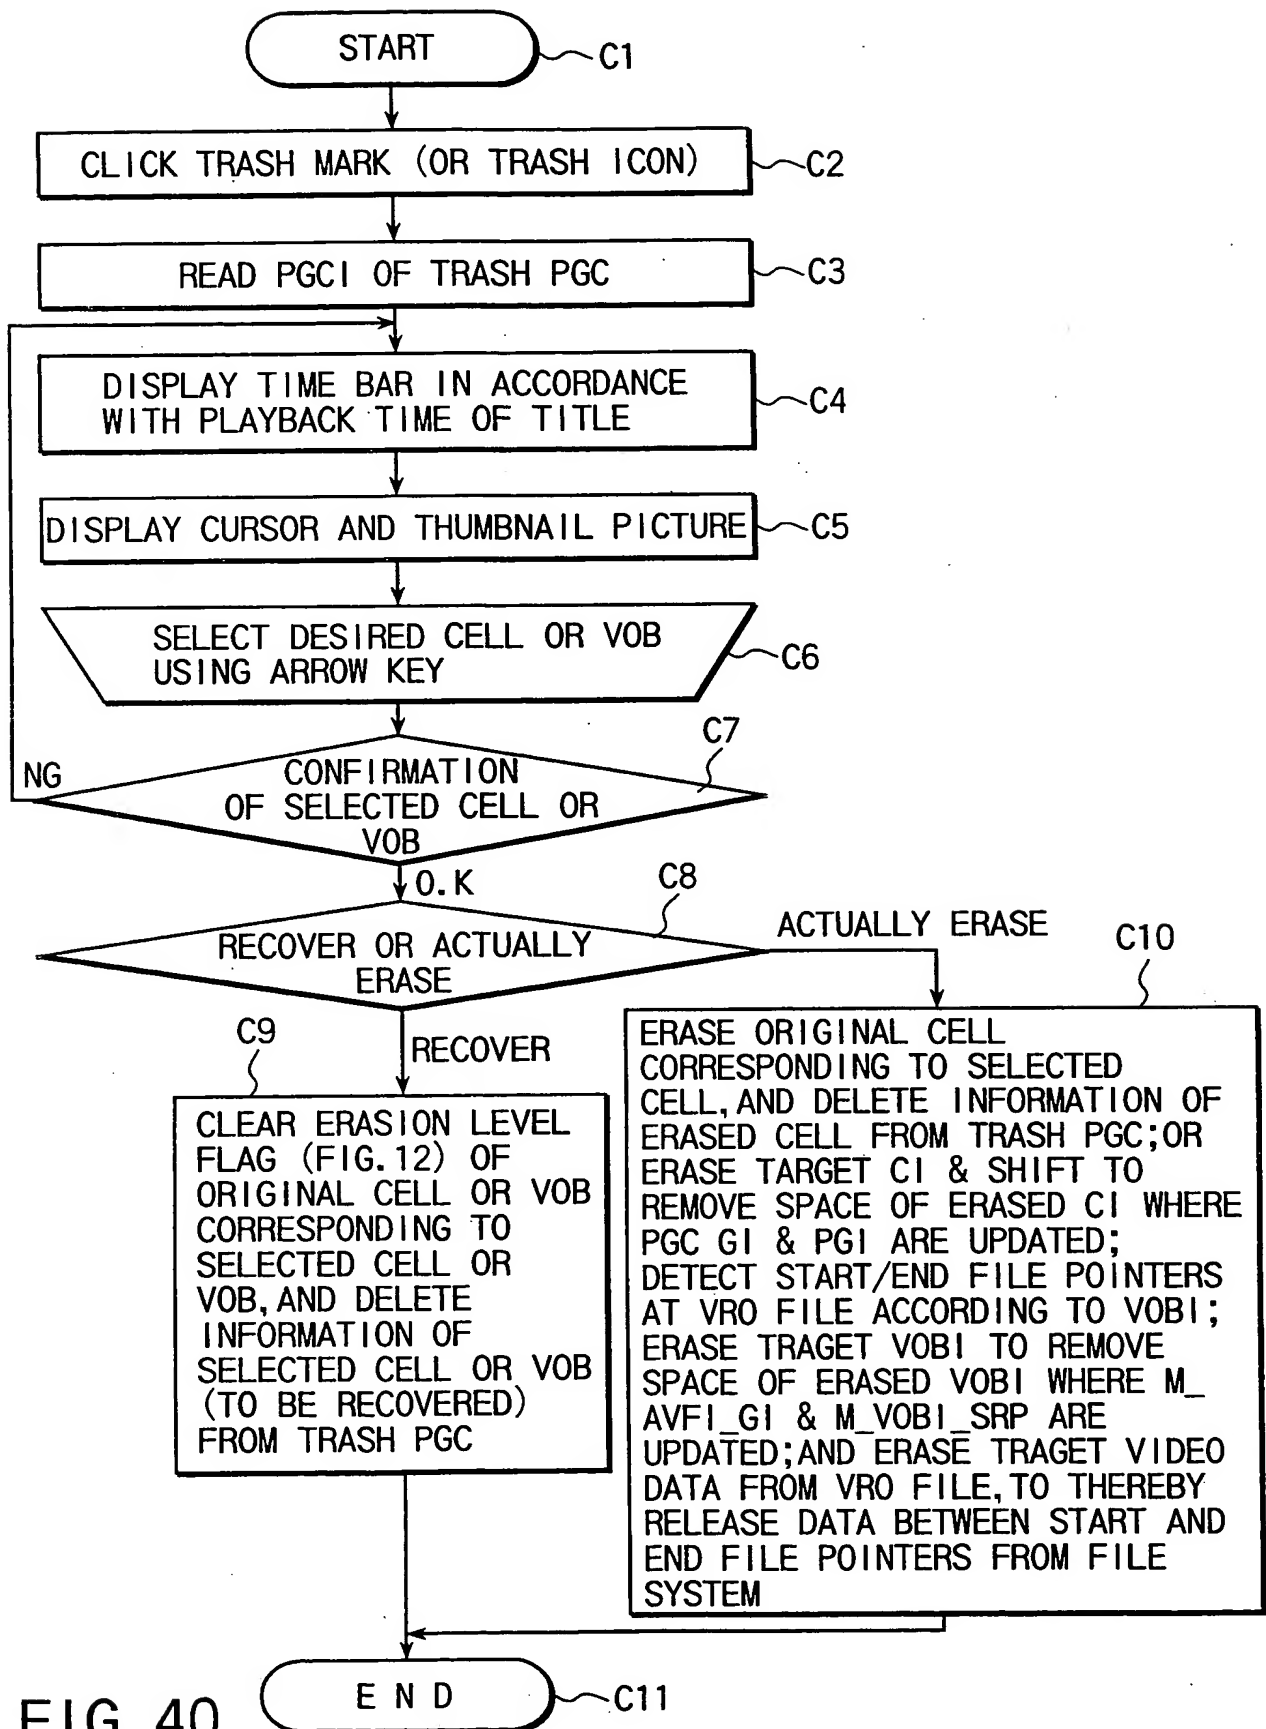 START
C1
CLICK TRASH MARK (OR TRASH ICON)
C2
READ PGCI OF TRASH PGC
C3
DISPLAY TIME BAR IN ACCORDANCE
WITH PLAYBACK TIME OF TITLE
C4
DISPLAY CURSOR AND THUMBNAIL PICTURE
C5
SELECT DESIRED CELL OR VOB
USING ARROW KEY
C6
C7
NG
CONFIRMATION
OF SELECTED CELL OR
VOB
O.K
C8
RECOVER OR ACTUALLY
ERASE
ACTUALLY ERASE
C9
RECOVER
CLEAR ERASION LEVEL
FLAG (FIG.12) OF
ORIGINAL CELL OR VOB
CORRESPONDING TO
SELECTED CELL OR
VOB, AND DELETE
INFORMATION OF
SELECTED CELL OR VOB
(TO BE RECOVERED)
FROM TRASH PGC
C10
ERASE ORIGINAL CELL
CORRESPONDING TO SELECTED
CELL, AND DELETE INFORMATION OF
ERASED CELL FROM TRASH PGC;OR
ERASE TARGET CI & SHIFT TO
REMOVE SPACE OF ERASED CI WHERE
PGC GI & PGI ARE UPDATED;
DETECT START/END FILE POINTERS
AT VRO FILE ACCORDING TO VOBI;
ERASE TRAGET VOBI TO REMOVE
SPACE OF ERASED VOBI WHERE M_
AVFI_GI & M_VOBI_SRP ARE
UPDATED;AND ERASE TRAGET VIDEO
DATA FROM VRO FILE, TO THEREBY
RELEASE DATA BETWEEN START AND
END FILE POINTERS FROM FILE
SYSTEM
END
C11
FIG. 40